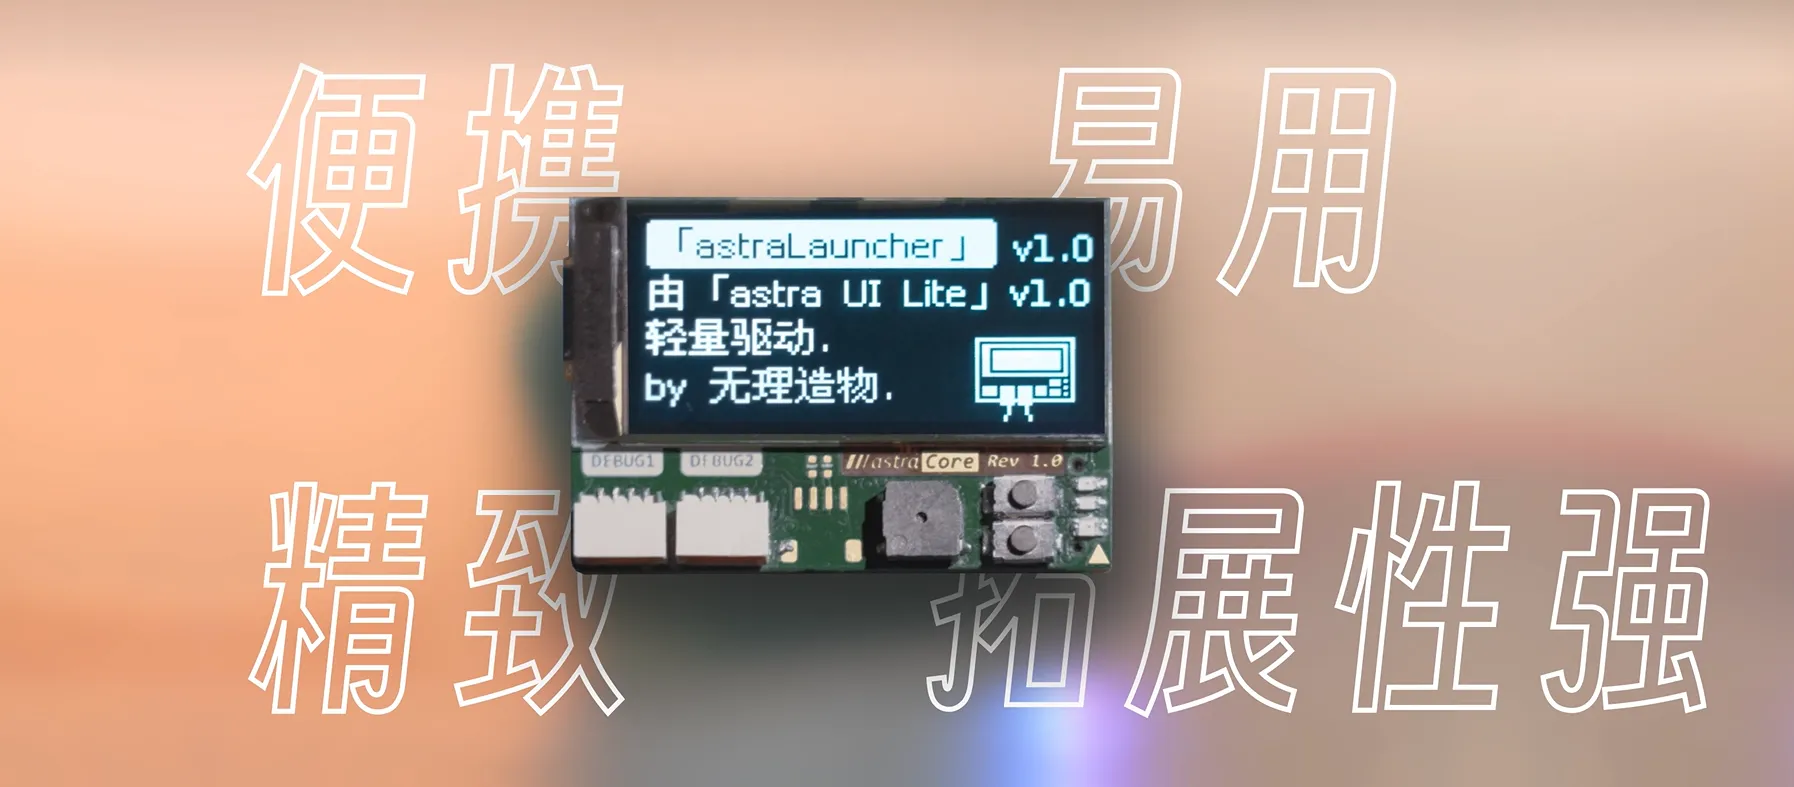 便携
易用
「astraLauncher」 v1.0
由「astra UI Lite」v1.0
轻量驱动.
by 无理造物.
DEBUG1 DEBUG2
astra Core Rev 1.0
精致
拓展性强